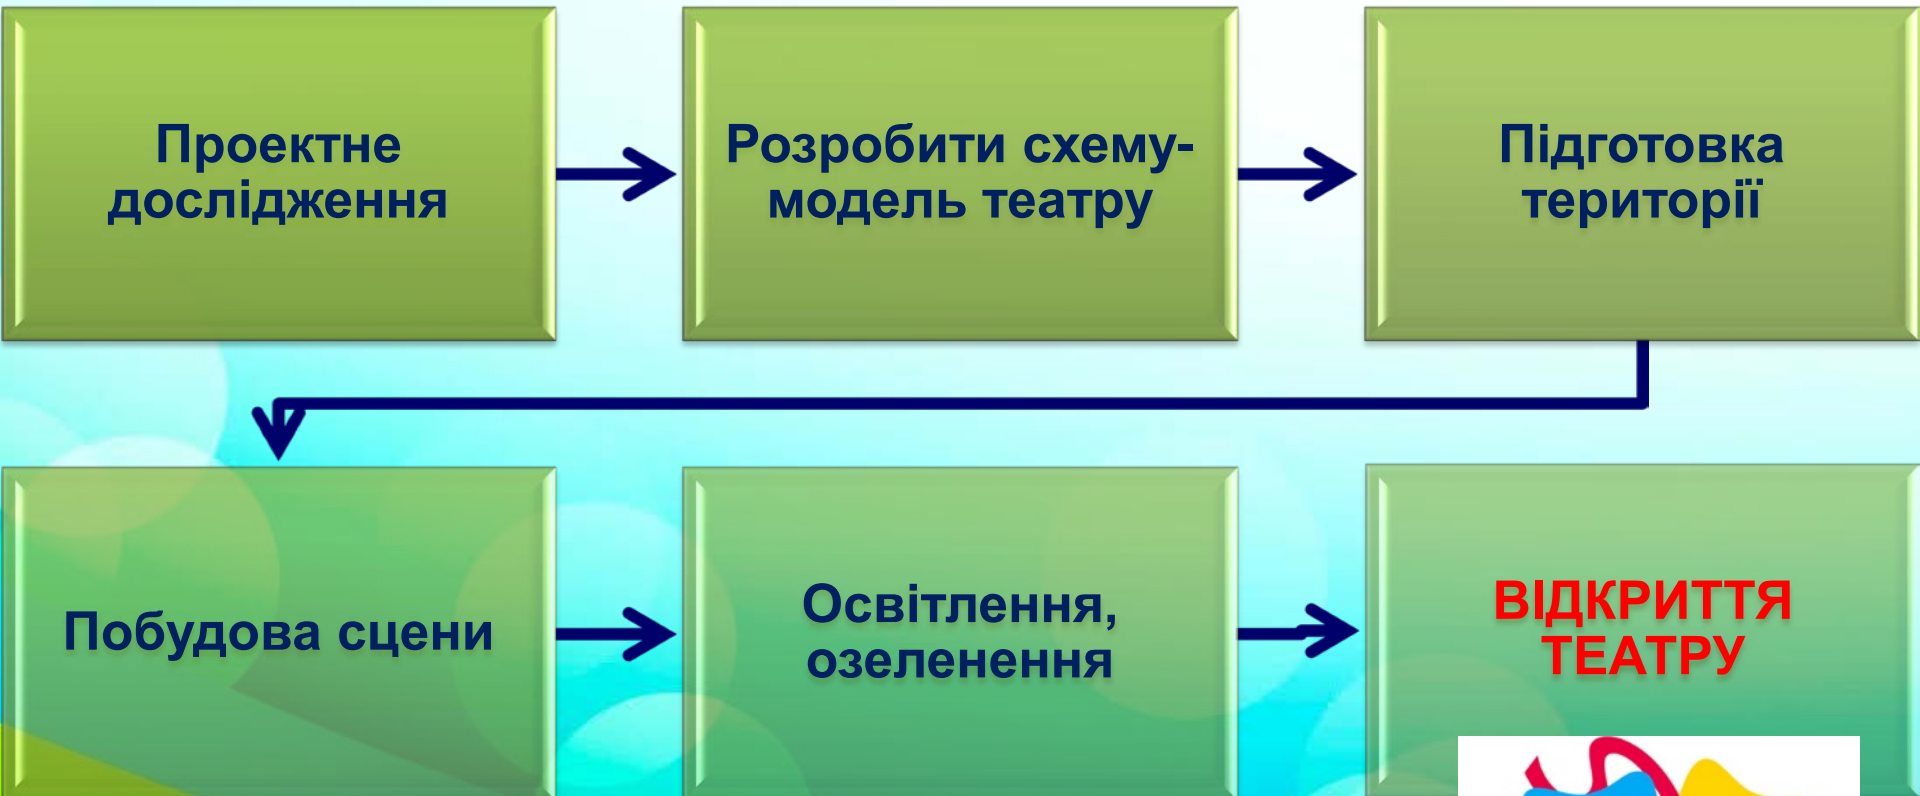 Проектне
дослідження
Розробити схему-
модель театру
Підготовка
території
Побудова сцени
Освітлення,
озеленення
ВІДКРИТТЯ
ТЕАТРУ